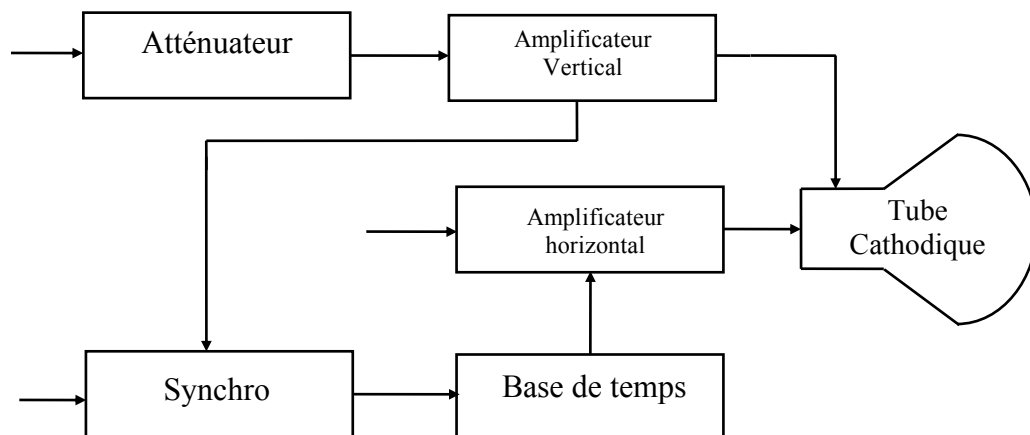 Atténuateur
Amplificateur
Vertical
Amplificateur
horizontal
Tube
Cathodique
Synchro
Base de temps